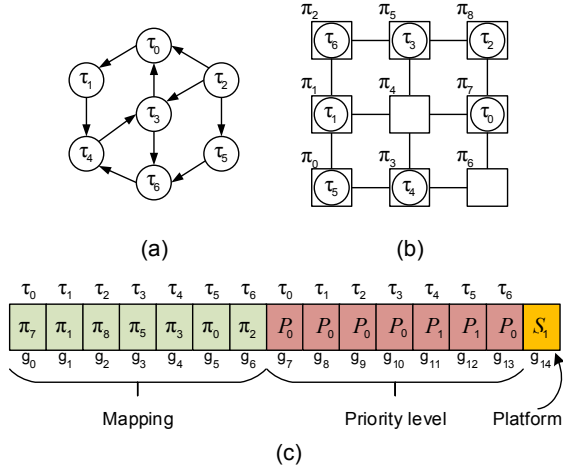 τ0
τ1 τ2
τ3
τ4 τ5
τ6
(a)
π2 π5 π8
τ6 τ3 τ2
π1 π4 π7
τ1 τ0
π0 π3 π6
τ5 τ4
(b)
τ0 τ1 τ2 τ3 τ4 τ5 τ6 τ0 τ1 τ2 τ3 τ4 τ5 τ6
π7 π1 π8 π5 π3 π0 π2 P0 P0 P0 P0 P1 P1 P0 S1
g0 g1 g2 g3 g4 g5 g6 g7 g8 g9 g10 g11 g12 g13 g14
Mapping Priority level Platform
(c)